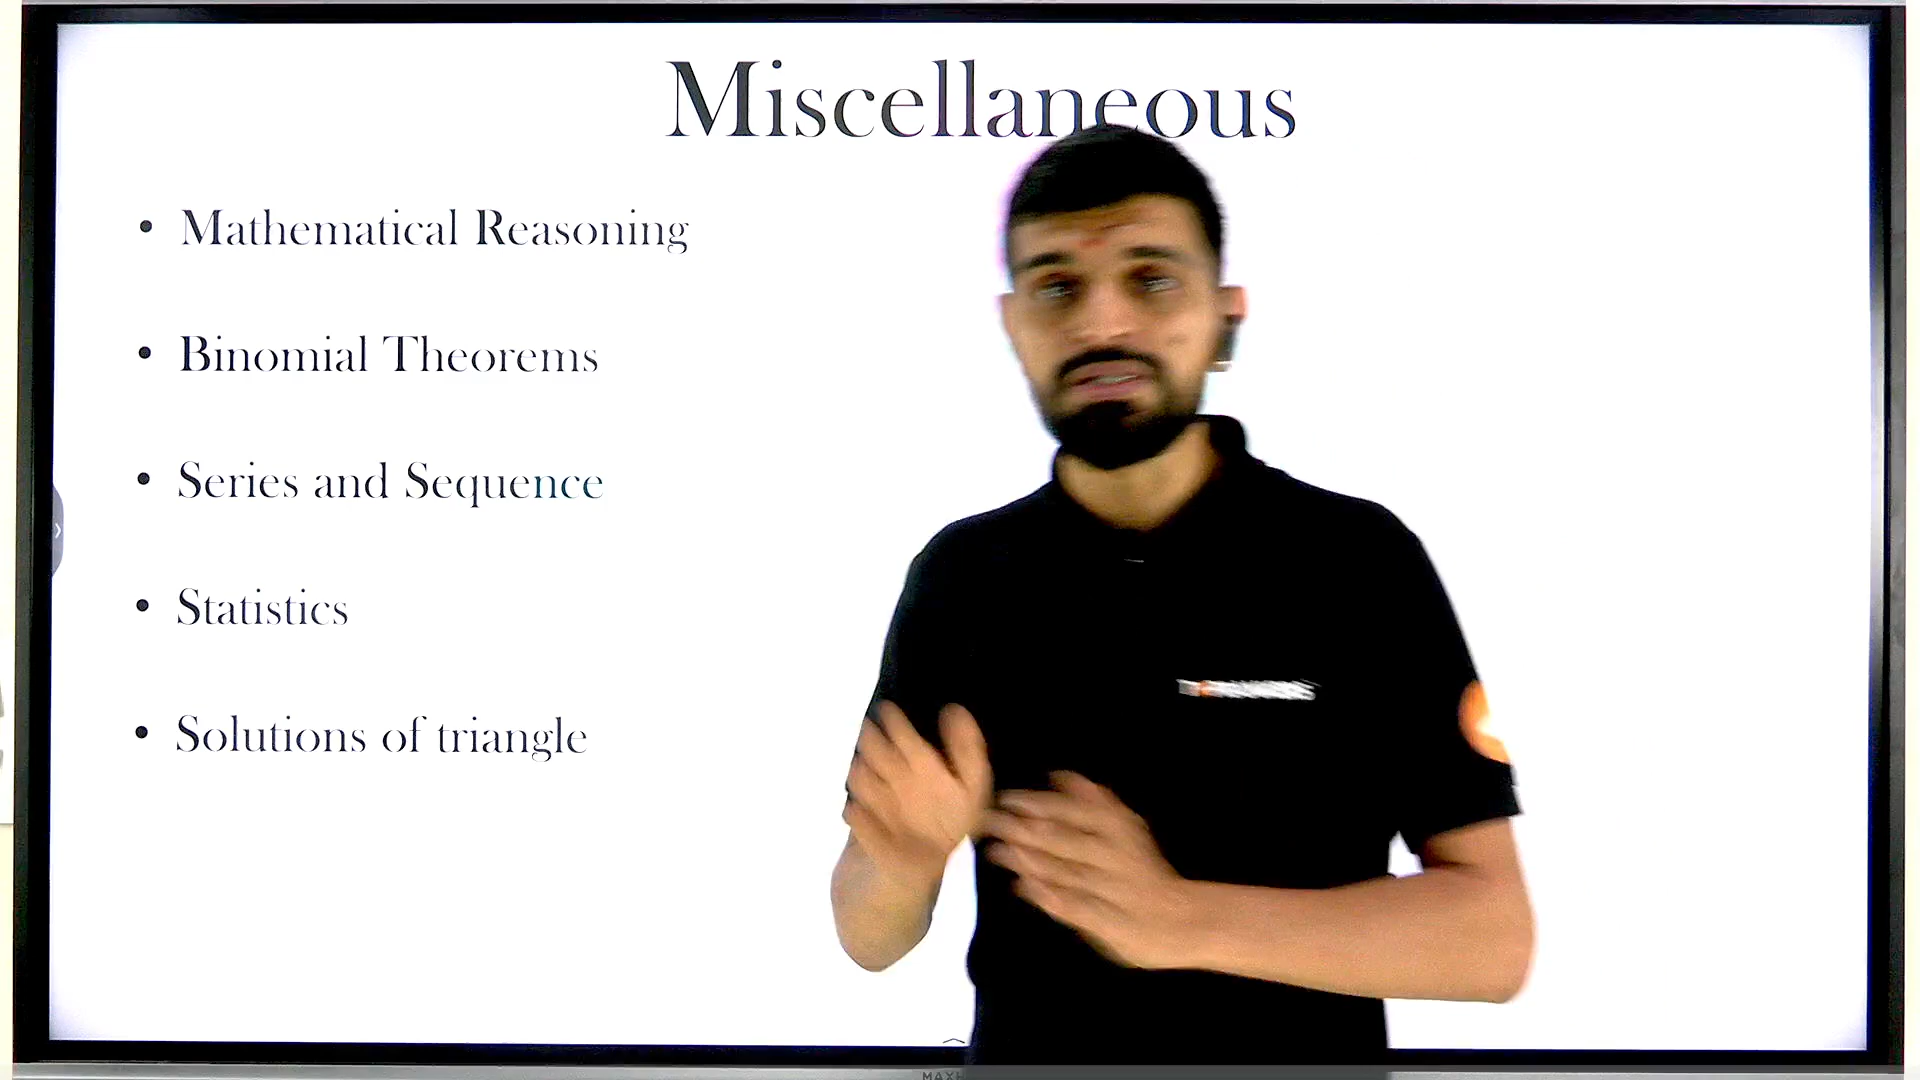 Miscellaneous
• Mathematical Reasoning
• Binomial Theorems
• Series and Sequence
• Statistics
• Solutions of triangle